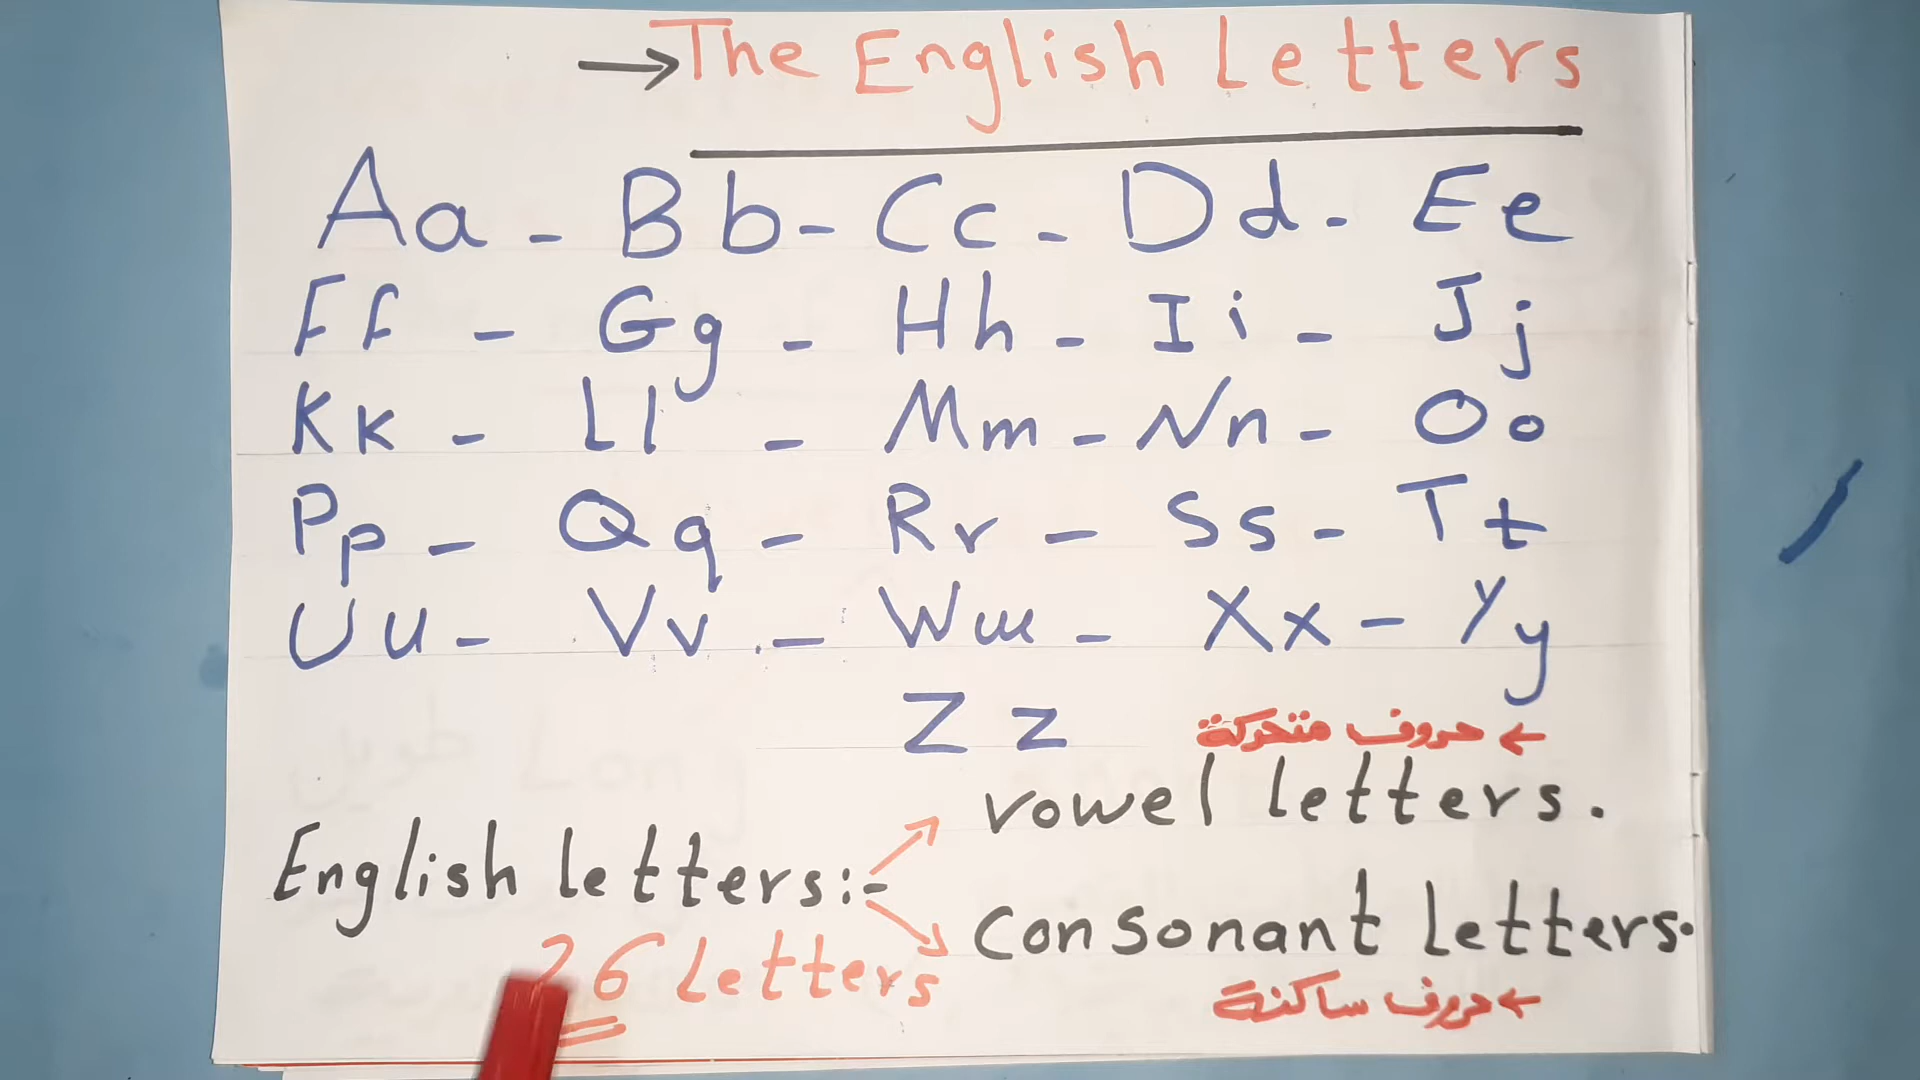 → The English Letters
Aa - Bb - Cc - Dd - Ee
Ff - Gg - Hh - Ii - Jj
Kk - Ll - Mm - Nn - Oo
Pp - Qq - Rr - Ss - Tt
Uu - Vv - Ww - Xx - Yy
Zz
← حروف متحركة
vowel letters.
English letters:-
consonant letters.
26 Letters
← حروف ساكنة